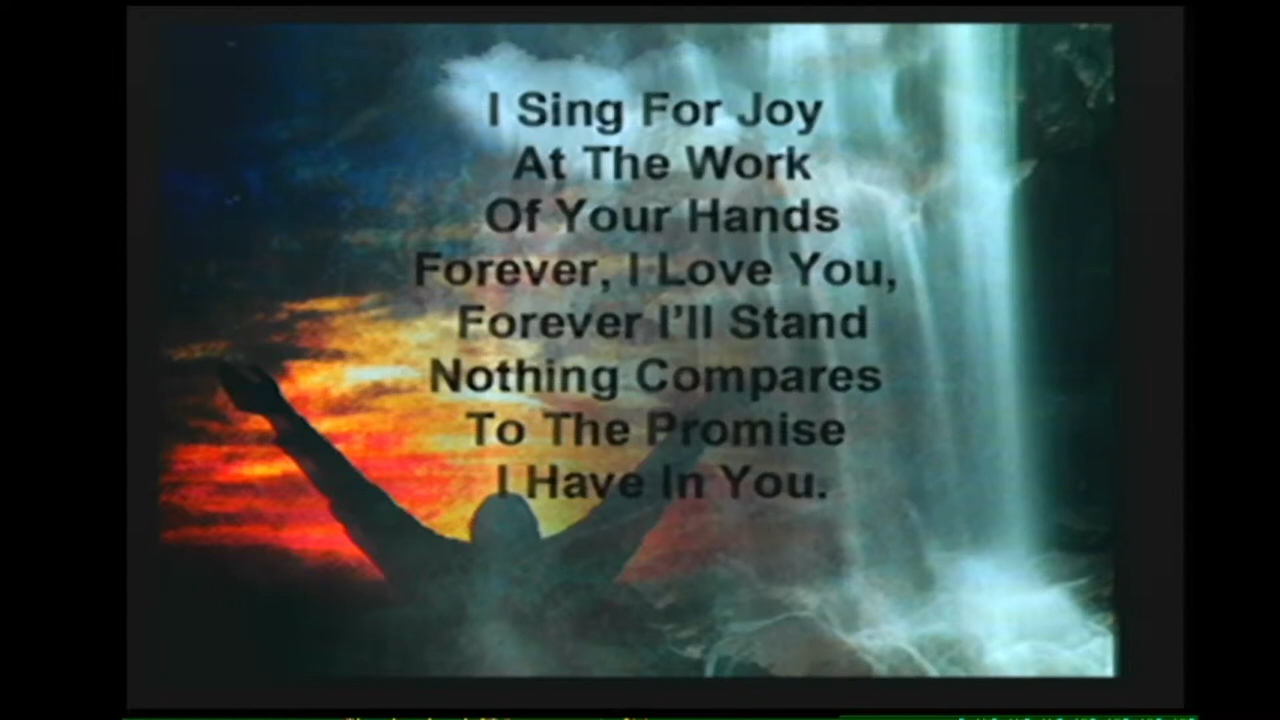 I Sing For Joy
At The Work
Of Your Hands
Forever, I Love You,
Forever I'll Stand
Nothing Compares
To The Promise
I Have In You.